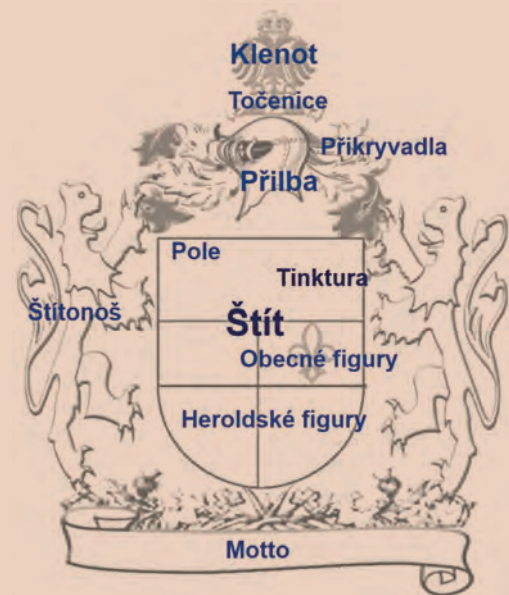 Klenot
Točenice
Přikryvadla
Přilba
Pole
Tinktura
Štítonoš
Štít
Obecné figury
Heroldské figury
Motto